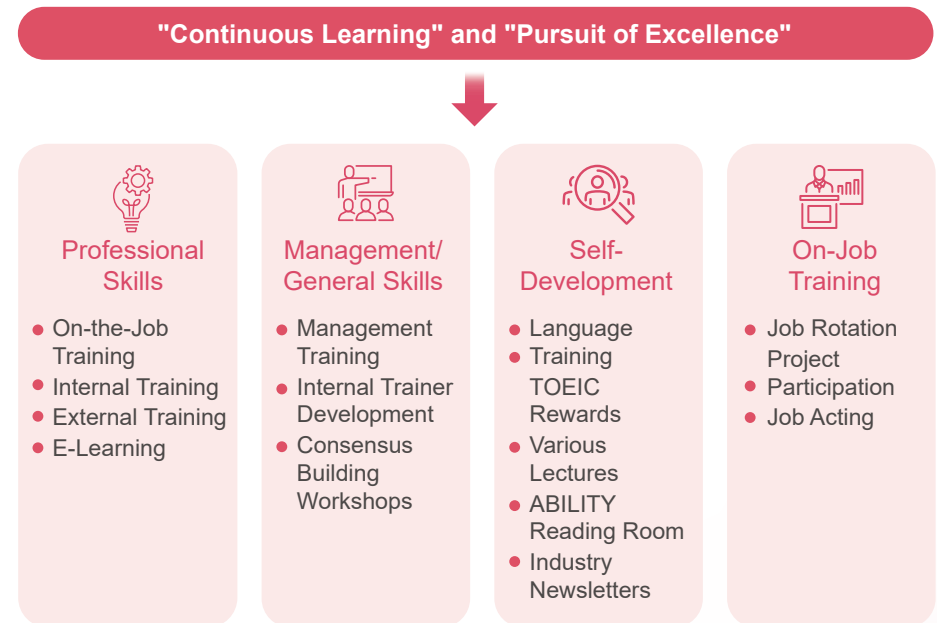 "Continuous Learning" and "Pursuit of Excellence"
Professional
Skills
● On-the-Job
Training
● Internal Training
● External Training
● E-Learning
Management/
General Skills
● Management
Training
● Internal Trainer
Development
● Consensus
Building
Workshops
Self-
Development
● Language
● Training
TOEIC
Rewards
● Various
Lectures
● ABILITY
Reading Room
● Industry
Newsletters
On-Job
Training
● Job Rotation
Project
● Participation
● Job Acting